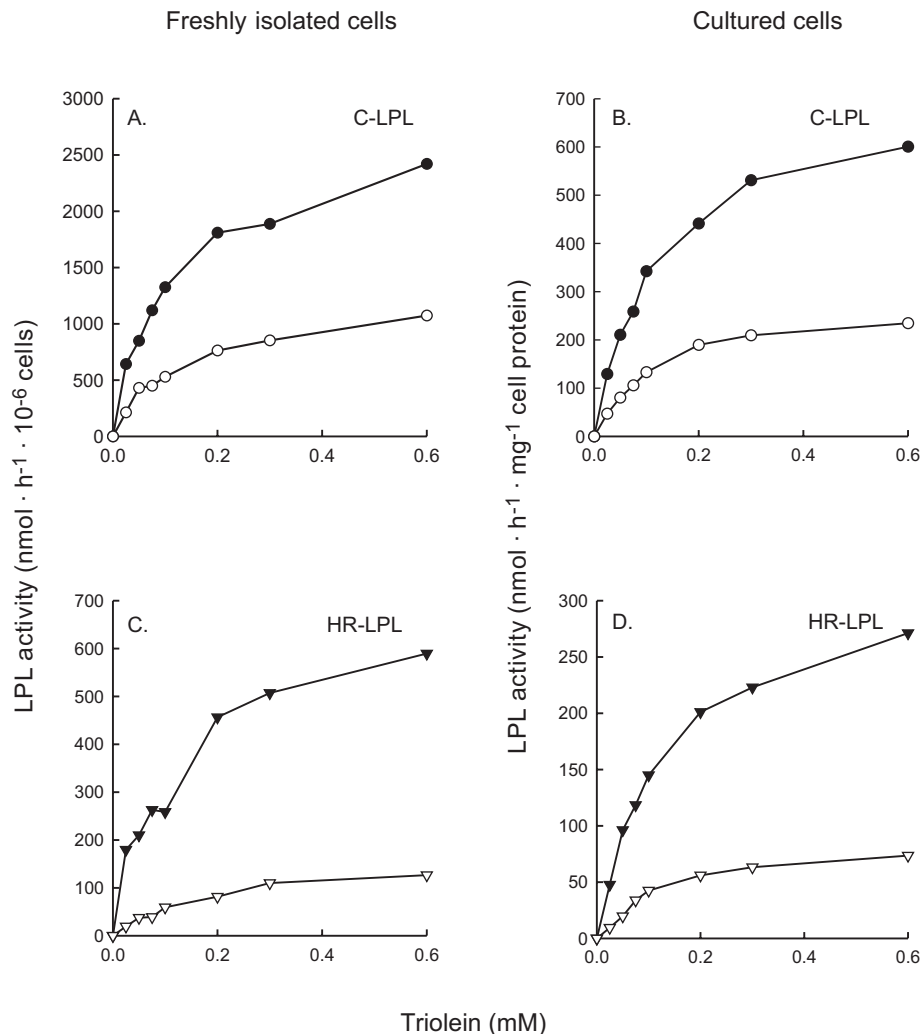 Freshly isolated cells
Cultured cells
A.
C-LPL
3000
2500
2000
1500
1000
500
0
0.0 0.2 0.4 0.6
B.
C-LPL
700
600
500
400
300
200
100
0
0.0 0.2 0.4 0.6
LPL activity (nmol · h-1 · 10-6 cells)
LPL activity (nmol · h-1 · mg-1 cell protein)
C.
HR-LPL
700
600
500
400
300
200
100
0
0.0 0.2 0.4 0.6
D.
HR-LPL
300
250
200
150
100
50
0
0.0 0.2 0.4 0.6
Triolein (mM)